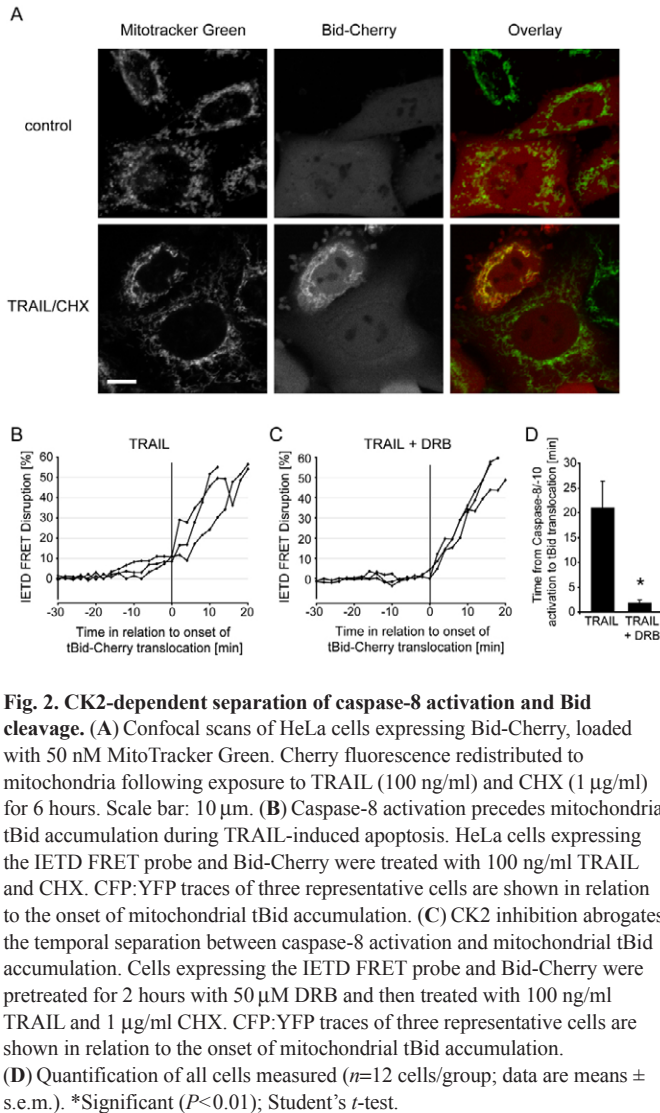 A
Mitotracker Green Bid-Cherry Overlay
control
TRAIL/CHX
B
TRAIL
IETD FRET Disruption [%]
60
50
40
30
20
10
0
-30 -20 -10 0 10 20
Time in relation to onset of
tBid-Cherry translocation [min]
C
TRAIL + DRB
IETD FRET Disruption [%]
60
50
40
30
20
10
0
-30 -20 -10 0 10 20
Time in relation to onset of
tBid-Cherry translocation [min]
D
Time from Caspase-8/-10
activation to tBid translocation [min]
30
25
20
15
10
5
0
*
TRAIL TRAIL
+ DRB
Fig. 2. CK2-dependent separation of caspase-8 activation and Bid
cleavage. (A) Confocal scans of HeLa cells expressing Bid-Cherry, loaded
with 50 nM MitoTracker Green. Cherry fluorescence redistributed to
mitochondria following exposure to TRAIL (100 ng/ml) and CHX (1 μg/ml)
for 6 hours. Scale bar: 10 μm. (B) Caspase-8 activation precedes mitochondria
tBid accumulation during TRAIL-induced apoptosis. HeLa cells expressing
the IETD FRET probe and Bid-Cherry were treated with 100 ng/ml TRAIL
and CHX. CFP:YFP traces of three representative cells are shown in relation
to the onset of mitochondrial tBid accumulation. (C) CK2 inhibition abrogates
the temporal separation between caspase-8 activation and mitochondrial tBid
accumulation. Cells expressing the IETD FRET probe and Bid-Cherry were
pretreated for 2 hours with 50 μM DRB and then treated with 100 ng/ml
TRAIL and 1 μg/ml CHX. CFP:YFP traces of three representative cells are
shown in relation to the onset of mitochondrial tBid accumulation.
(D) Quantification of all cells measured (n=12 cells/group; data are means ±
s.e.m.). *Significant (P<0.01); Student's t-test.